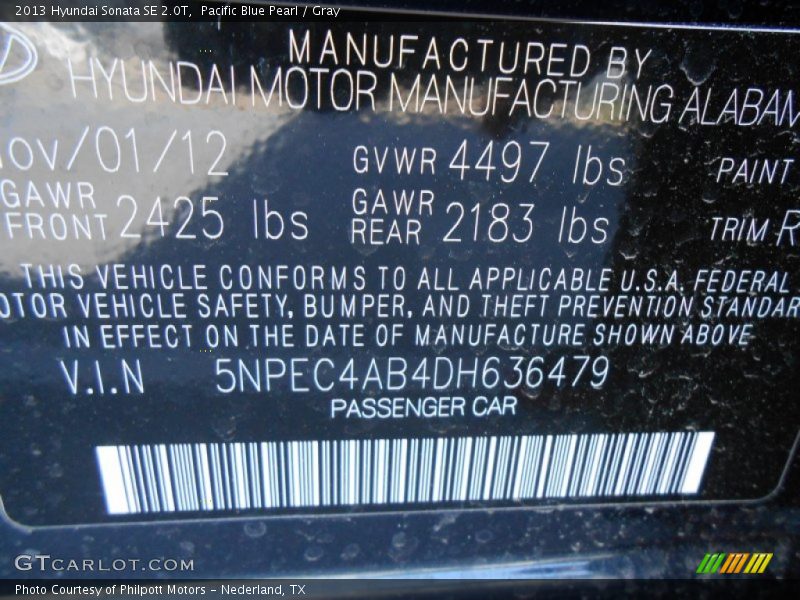 2013 Hyundai Sonata SE 2.0T, Pacific Blue Pearl / Gray
MANUFACTURED BY
HYUNDAI MOTOR MANUFACTURING ALABAM
NOV/01/12 GVWR 4497 lbs PAINT
GAWR FRONT 2425 lbs GAWR REAR 2183 lbs TRIM R
THIS VEHICLE CONFORMS TO ALL APPLICABLE U.S.A. FEDERAL
OTOR VEHICLE SAFETY, BUMPER, AND THEFT PREVENTION STANDAR
IN EFFECT ON THE DATE OF MANUFACTURE SHOWN ABOVE
V.I.N 5NPEC4AB4DH636479
PASSENGER CAR
GTCARLOT.COM
Photo Courtesy of Philpott Motors - Nederland, TX